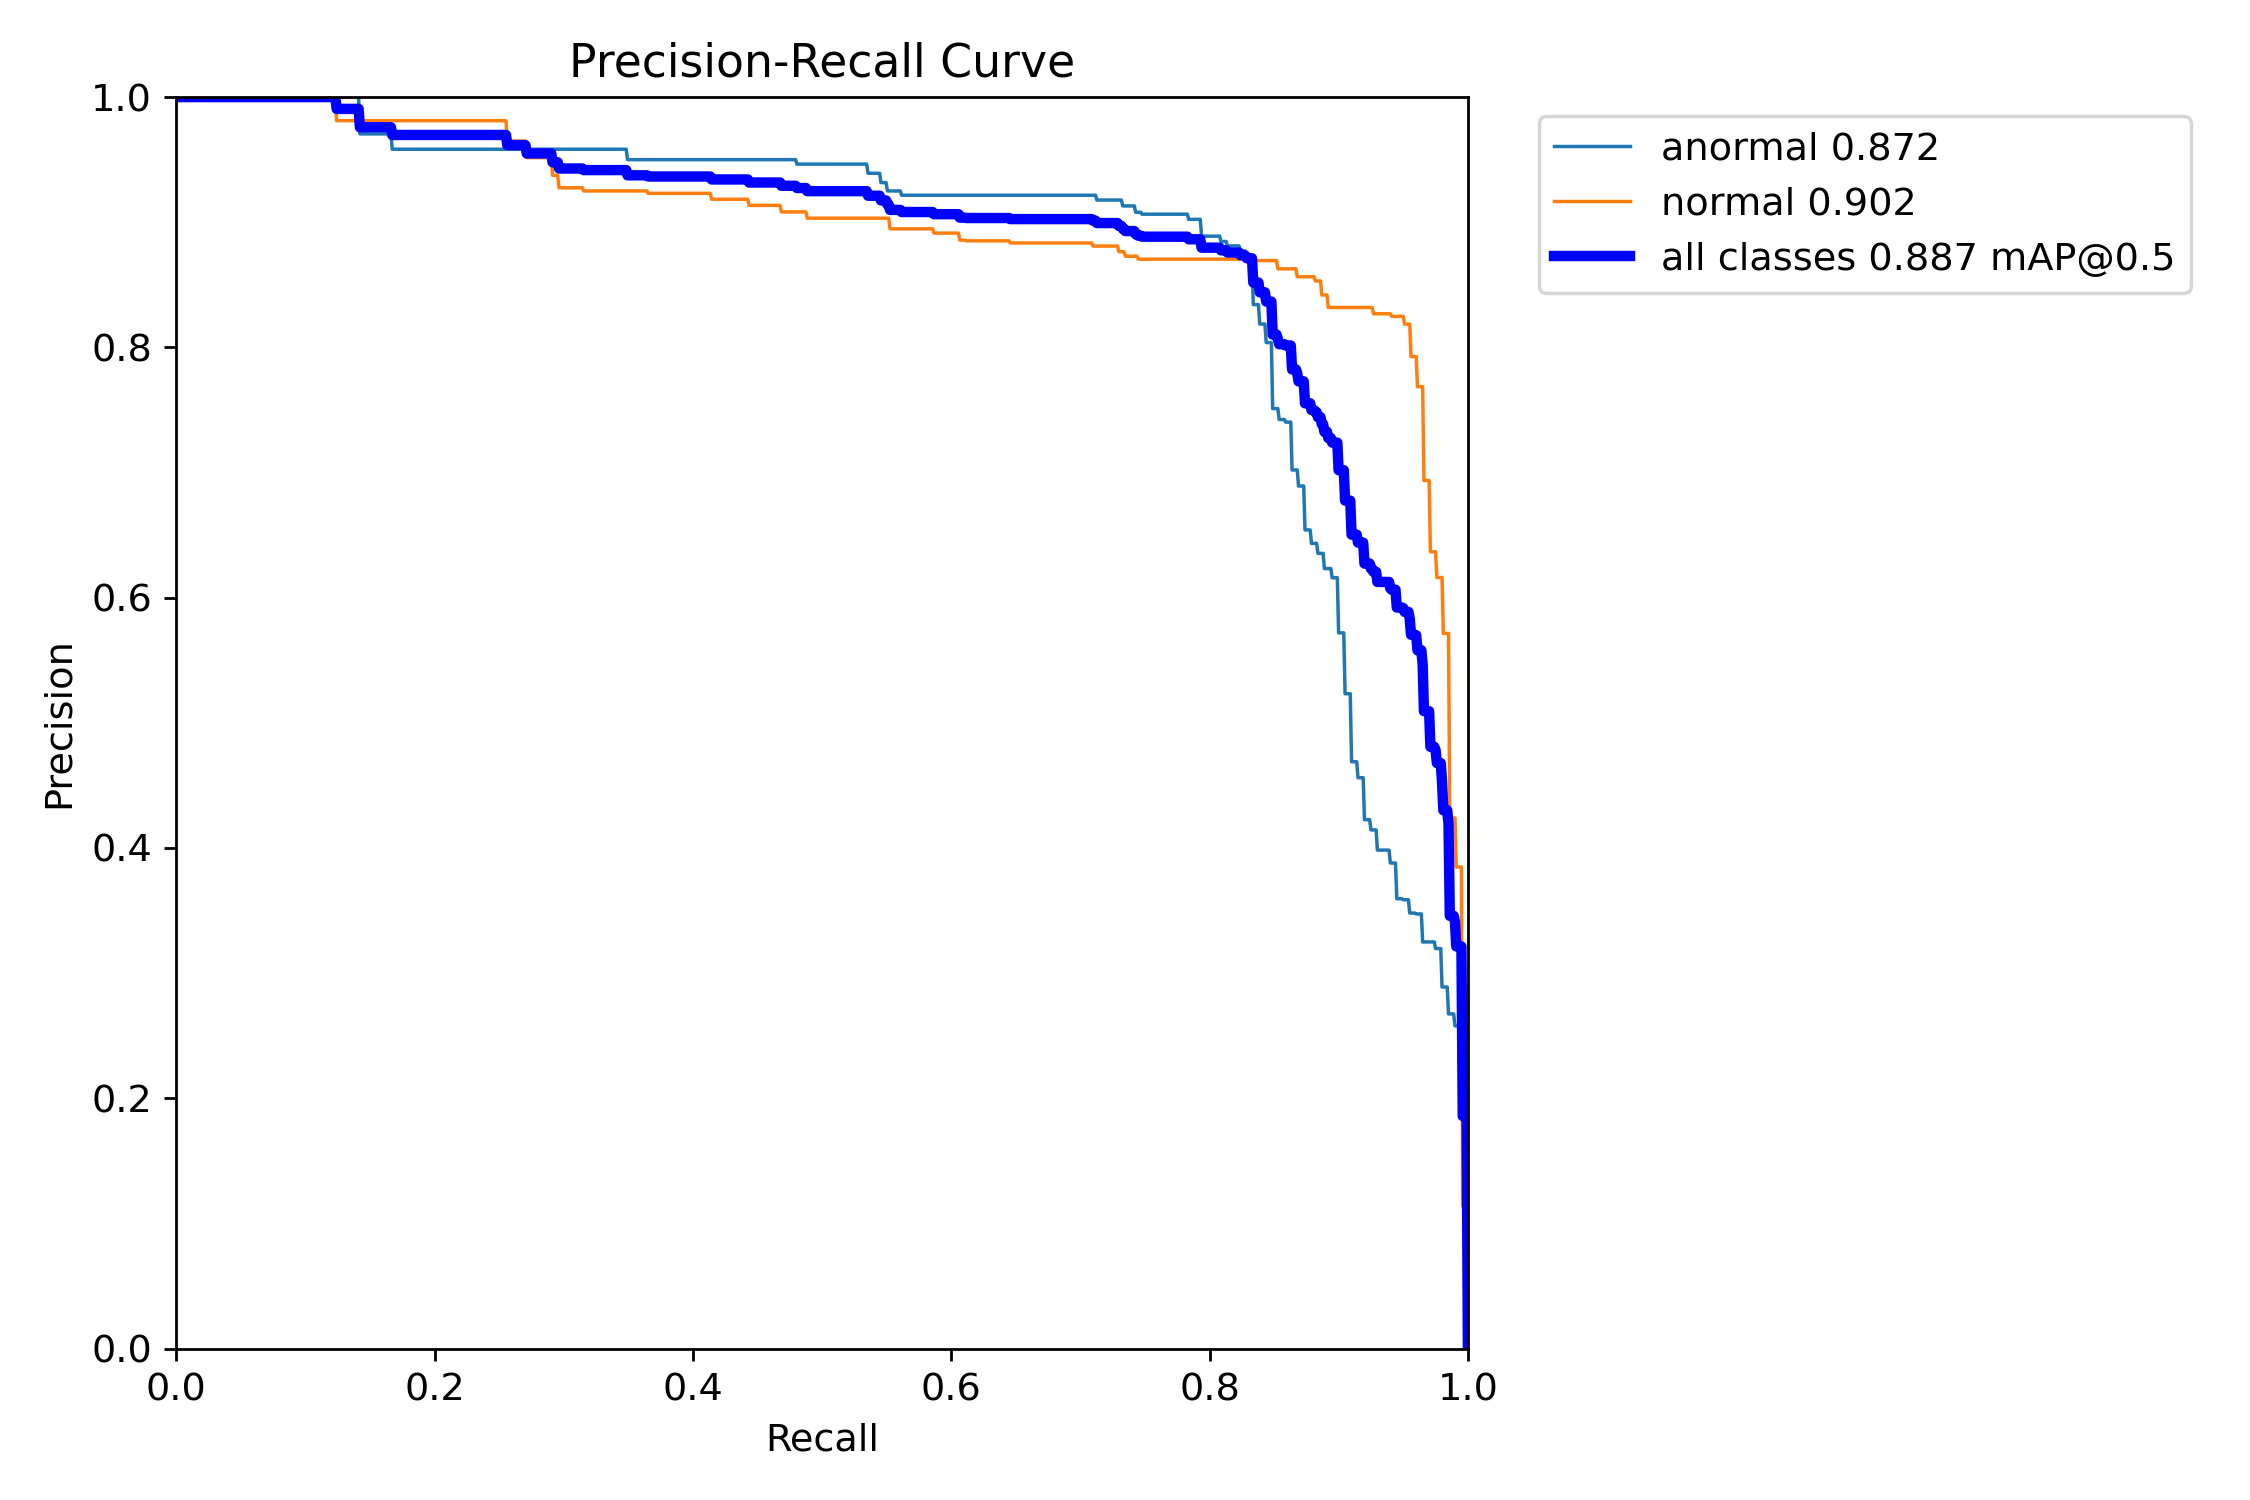 Precision-Recall Curve
1.0
0.8
0.6
0.4
0.2
0.0
Precision
0.0 0.2 0.4 0.6 0.8 1.0
Recall
anormal 0.872
normal 0.902
all classes 0.887 mAP@0.5